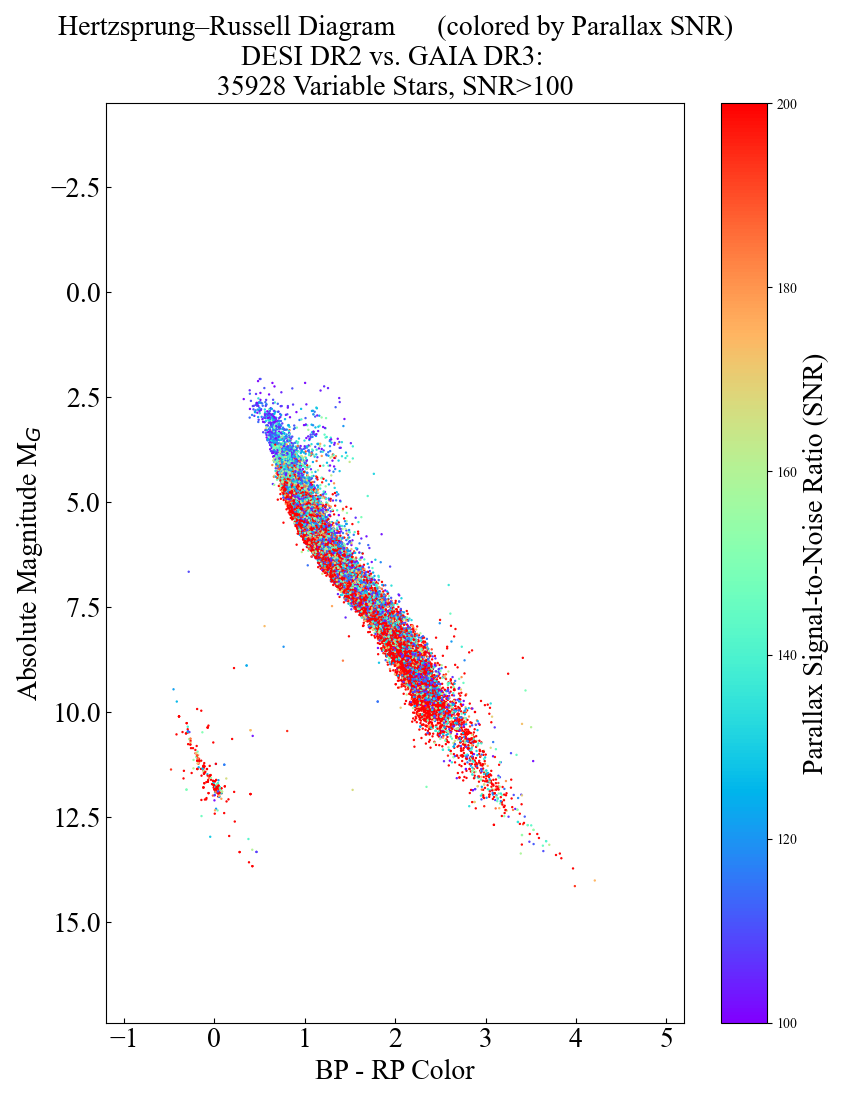 Hertzsprung–Russell Diagram      (colored by Parallax SNR)
DESI DR2 vs. GAIA DR3:
35928 Variable Stars, SNR>100
Absolute Magnitude M_G
−2.5
0.0
2.5
5.0
7.5
10.0
12.5
15.0
−1 0 1 2 3 4 5
BP - RP Color
200
180
160
140
120
100
Parallax Signal-to-Noise Ratio (SNR)